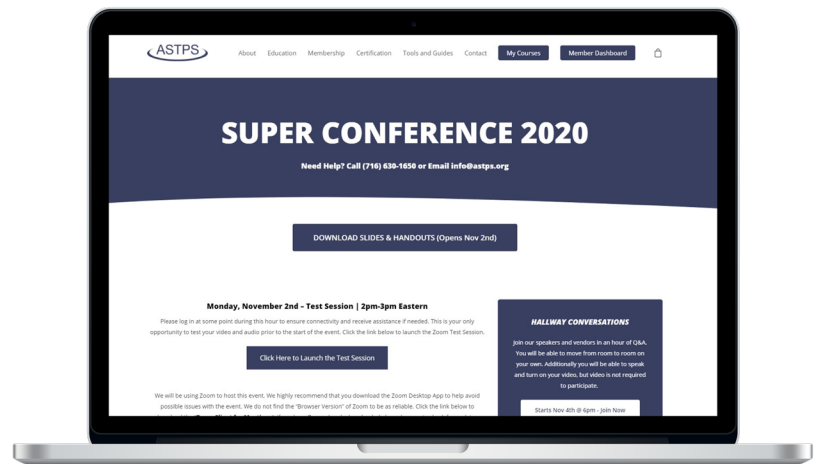 ASTPS
About Education Membership Certification Tools and Guides Contact My Courses Member Dashboard
SUPER CONFERENCE 2020
Need Help? Call (716) 630-1650 or Email info@astps.org
DOWNLOAD SLIDES & HANDOUTS (Opens Nov 2nd)
Monday, November 2nd – Test Session | 2pm-3pm Eastern
Please log in at some point during this hour to ensure connectivity and receive assistance if needed. This is your only
opportunity to test your video and audio prior to the start of the event. Click the link below to launch the Zoom Test Session.
Click Here to Launch the Test Session
We will be using Zoom to host this event. We highly recommend that you download the Zoom Desktop App to help avoid
possible issues with the event. We do not find the "Browser Version" of Zoom to be as reliable. Click the link below to
HALLWAY CONVERSATIONS
Join our speakers and vendors in an hour of Q&A.
You will be able to move from room to room on
your own. Additionally you will be able to speak
and turn on your video, but video is not required
to participate.
Starts Nov 4th @ 6pm - Join Now